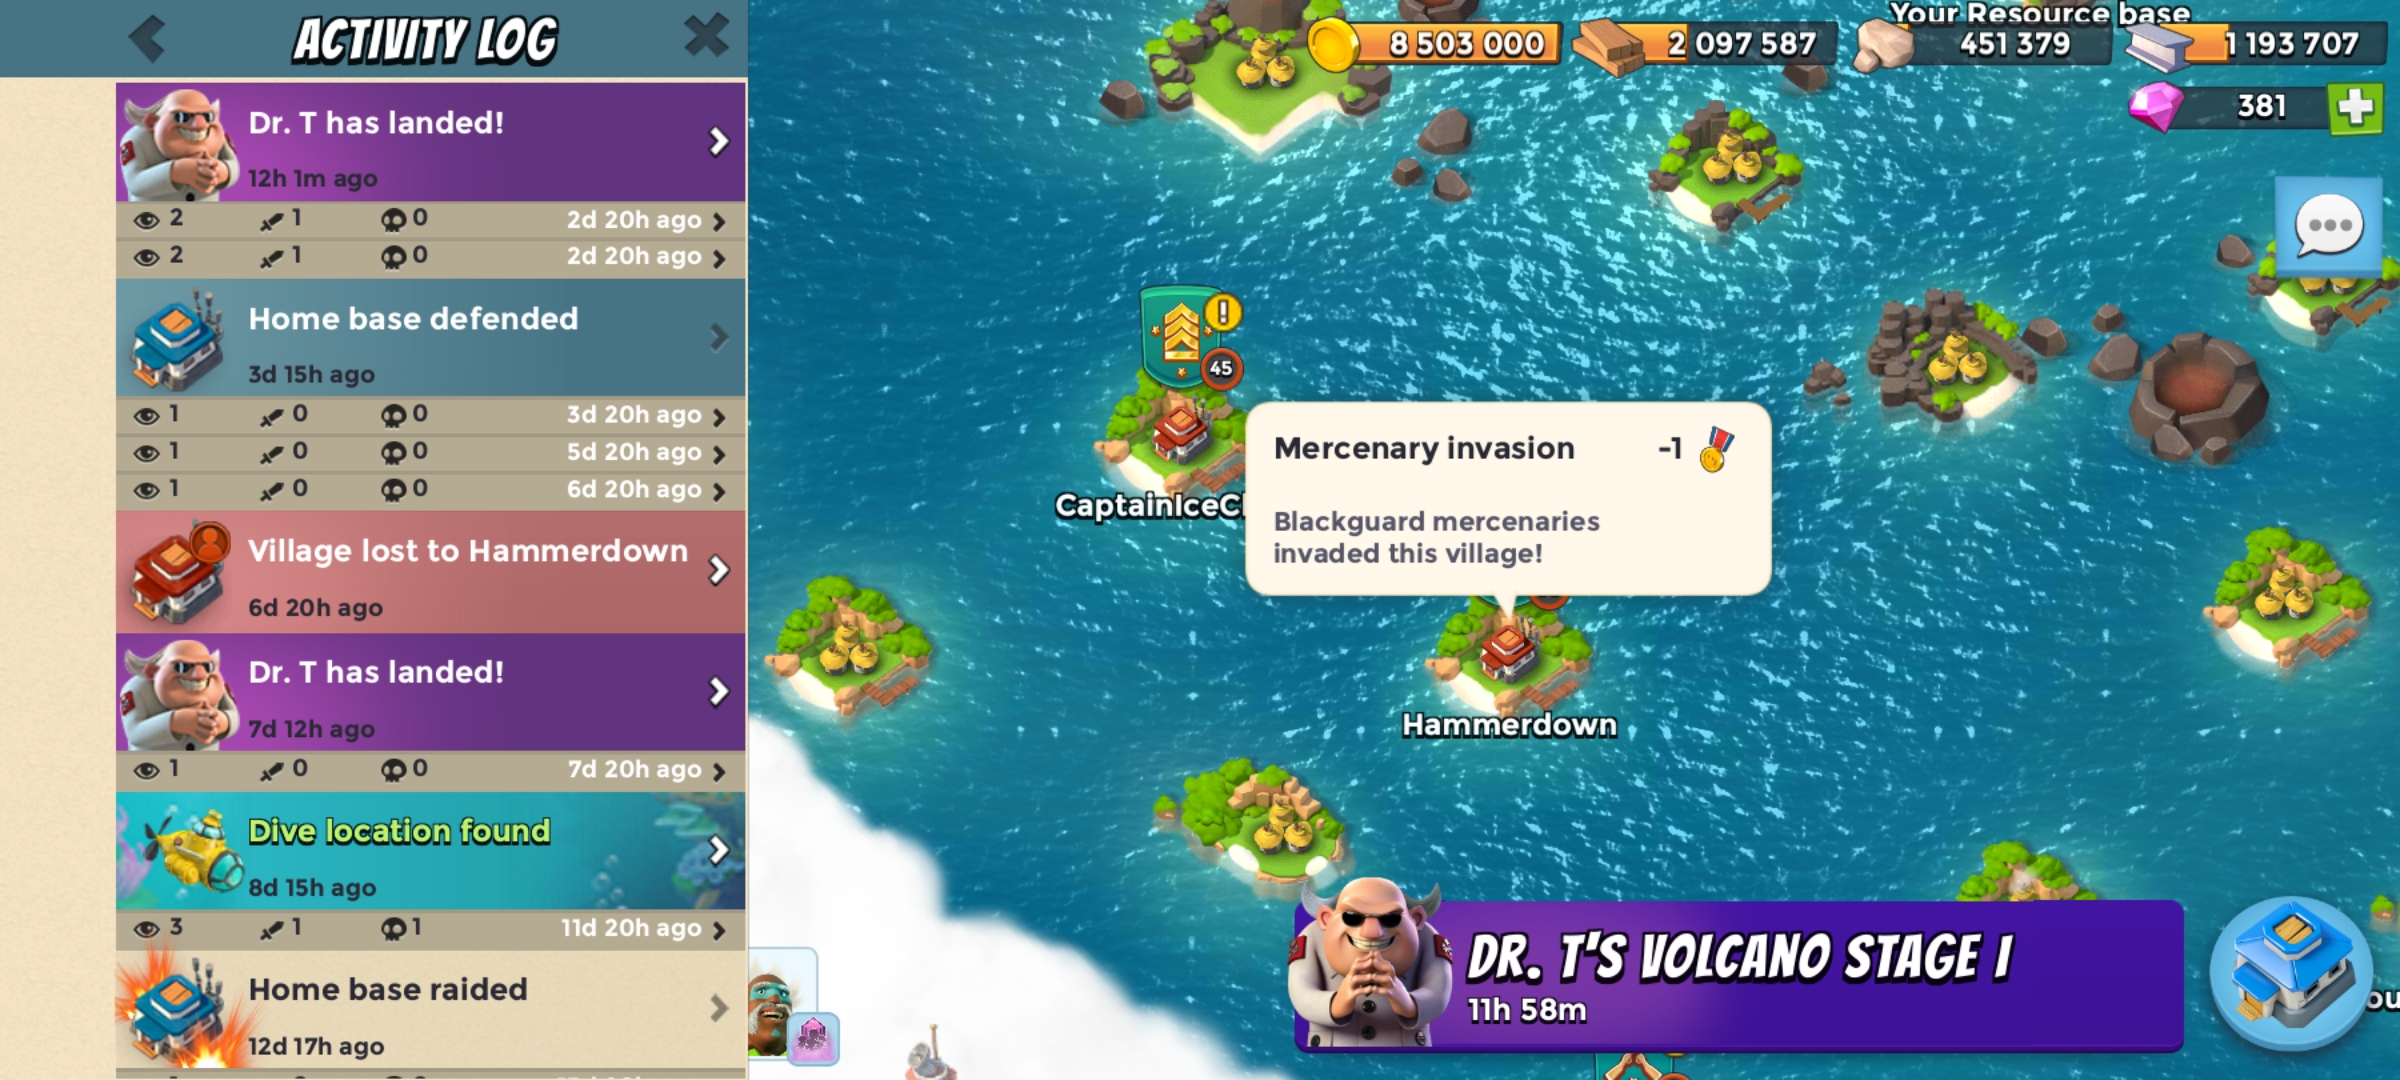 ACTIVITY LOG
Dr. T has landed!
12h 1m ago
2 1 0 2d 20h ago
2 1 0 2d 20h ago
Home base defended
3d 15h ago
1 0 0 3d 20h ago
1 0 0 5d 20h ago
1 0 0 6d 20h ago
Village lost to Hammerdown
6d 20h ago
Dr. T has landed!
7d 12h ago
1 0 0 7d 20h ago
Dive location found
8d 15h ago
3 1 1 11d 20h ago
Home base raided
12d 17h ago
Your Resource base
8 503 000
2 097 587
451 379
1 193 707
381
45
CaptainIceC
Mercenary invasion -1
Blackguard mercenaries
invaded this village!
Hammerdown
DR. T'S VOLCANO STAGE I
11h 58m